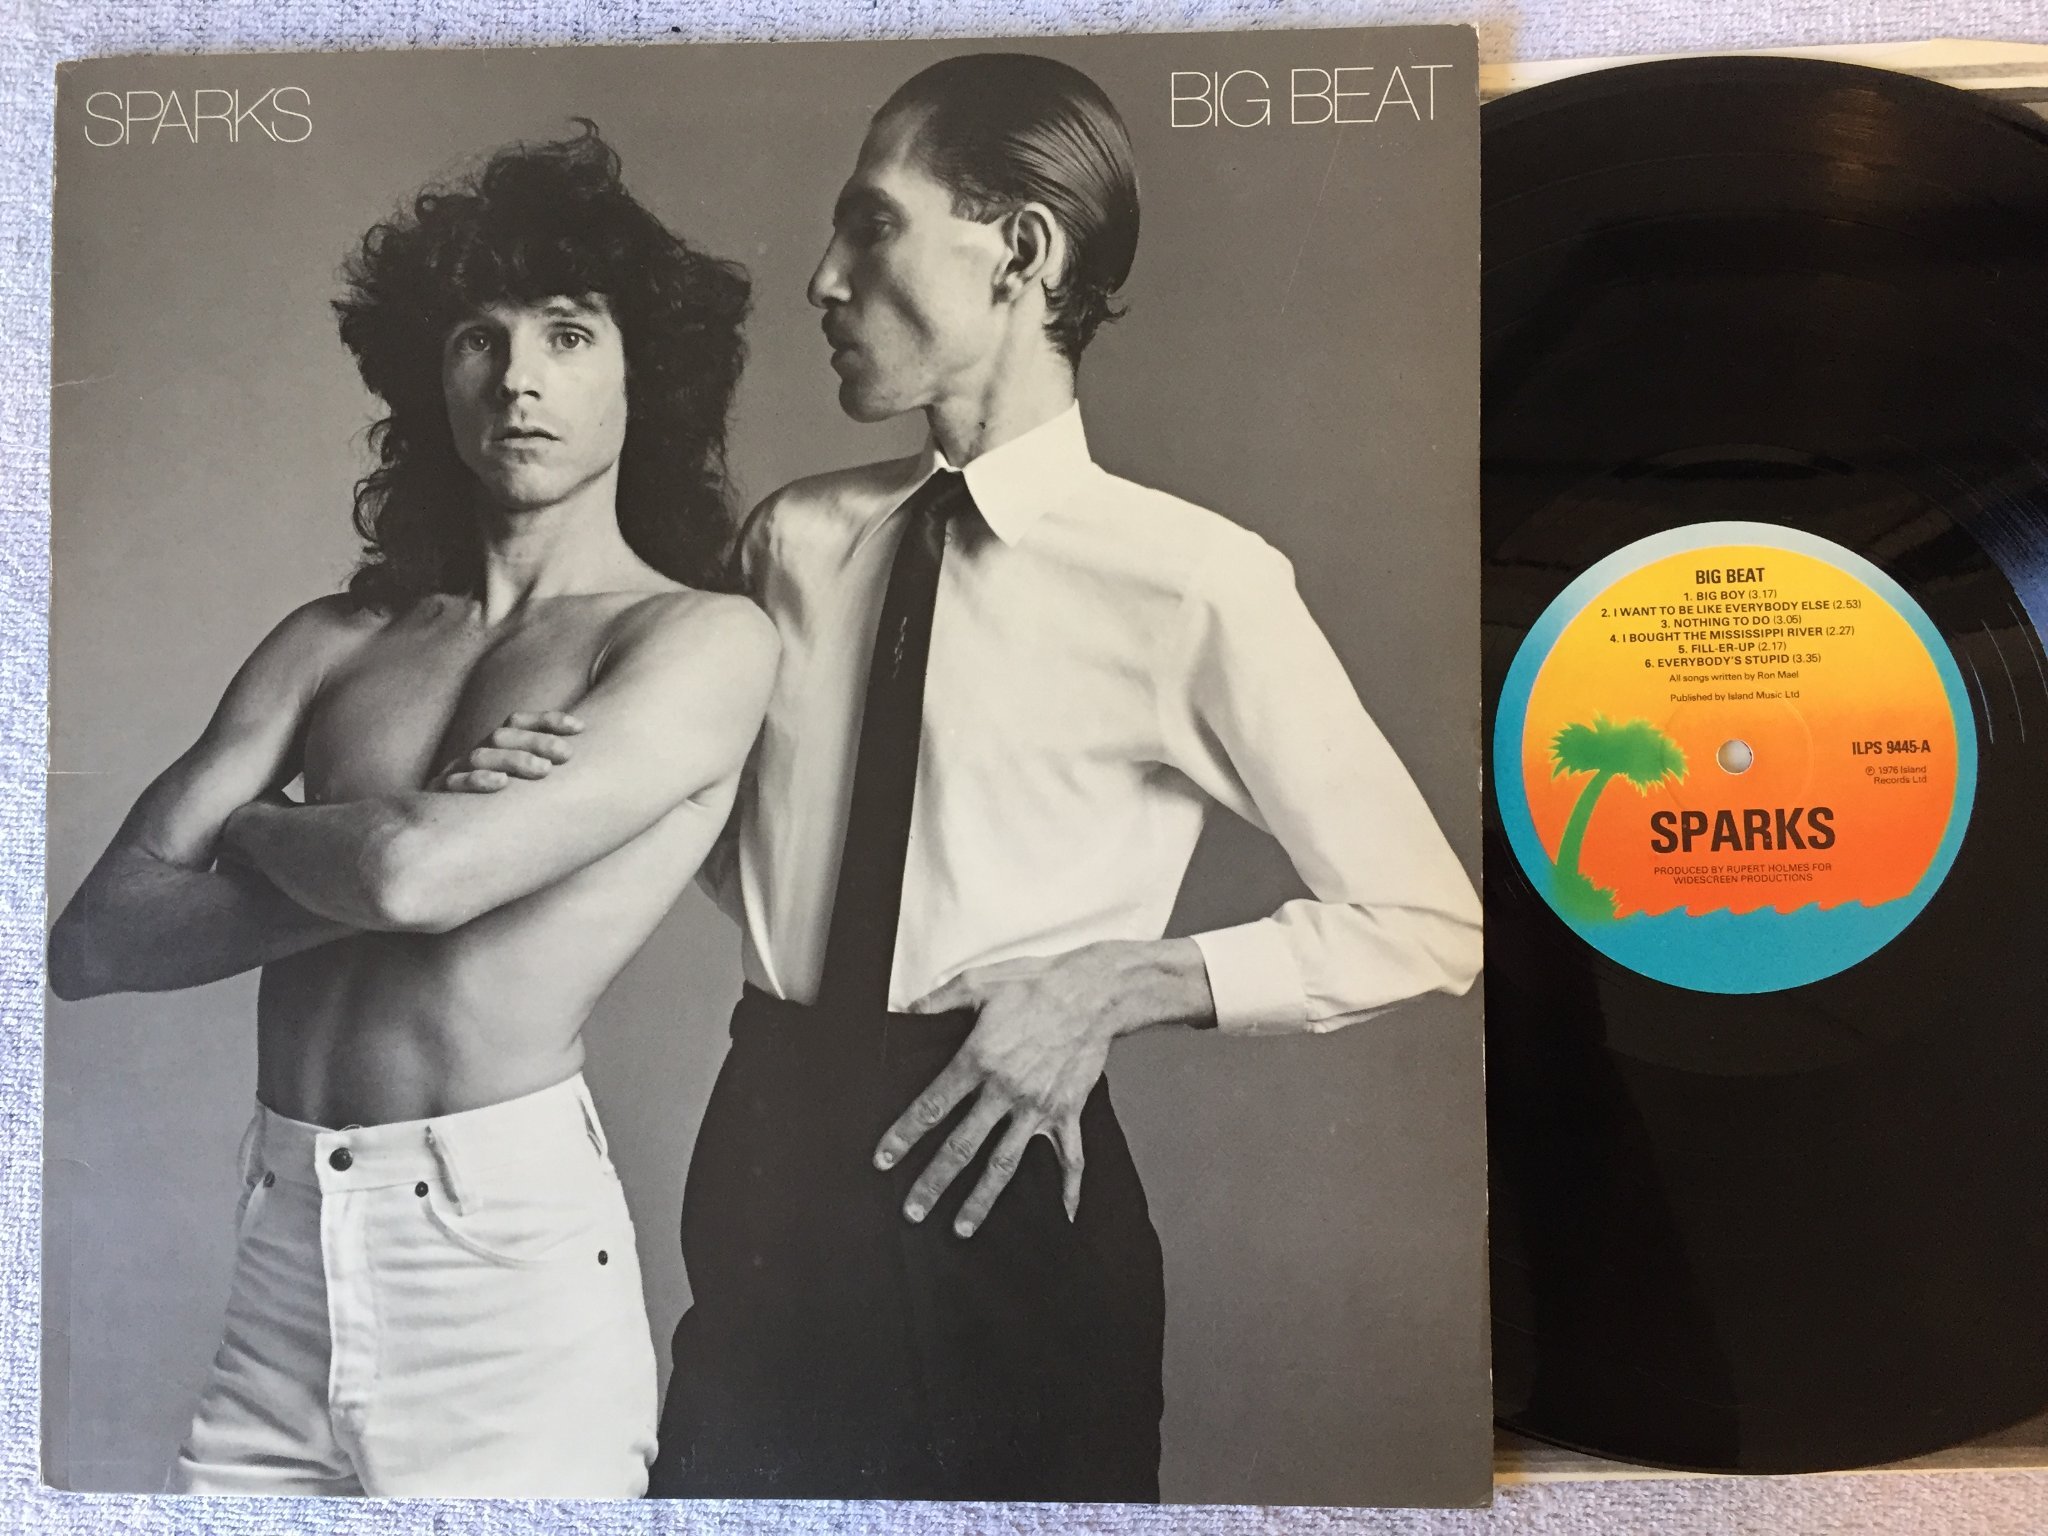 SPARKS
BIG BEAT
BIG BEAT
1. BIG BOY (3.17)
2. I WANT TO BE LIKE EVERYBODY ELSE (2.53)
3. NOTHING TO DO (3.05)
4. I BOUGHT THE MISSISSIPPI RIVER (2.27)
5. FILL-ER-UP (2.17)
6. EVERYBODY'S STUPID (3.35)
All songs written by Ron Mael
Published by Island Music Ltd
ILPS 9445-A
℗ 1976 Island
Records Ltd
SPARKS
PRODUCED BY RUPERT HOLMES FOR
WIDESCREEN PRODUCTIONS